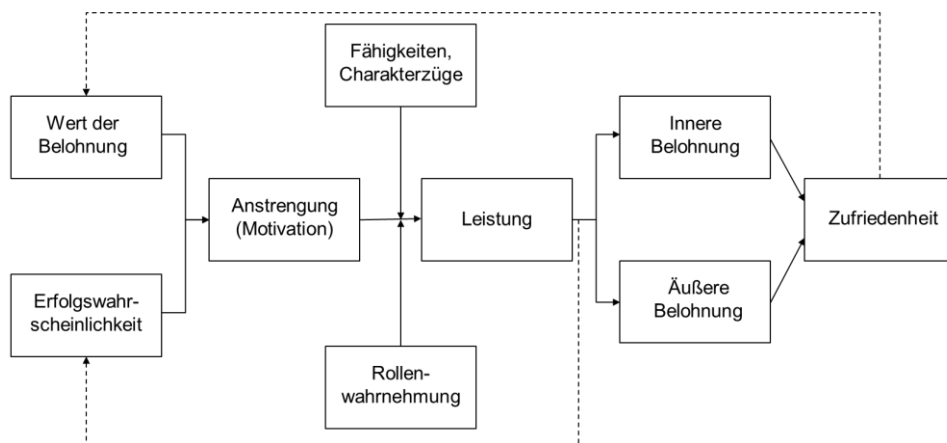 Fähigkeiten,
Charakterzüge
Wert der
Belohnung
Innere
Belohnung
Anstrengung
(Motivation)
Leistung
Zufriedenheit
Erfolgswahr-
scheinlichkeit
Äußere
Belohnung
Rollen-
wahrnehmung